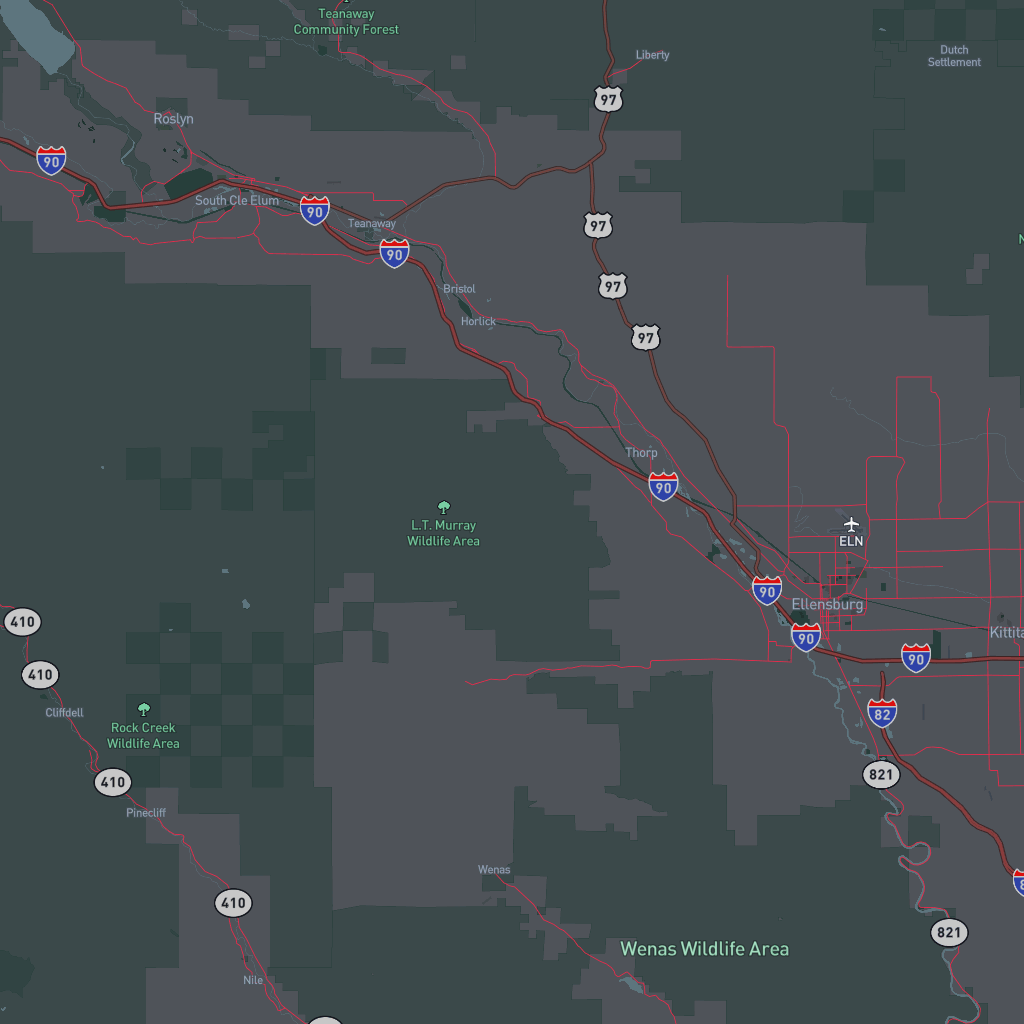 Teanaway
Community Forest
Liberty
Dutch
Settlement
97
Roslyn
90
South Cle Elum
90
Teanaway
97
90
Bristol
97
Horlick
97
Thorp
90
L.T. Murray
Wildlife Area
ELN
90
Ellensburg
410
90
Kittita
90
410
Cliffdell
82
Rock Creek
Wildlife Area
410
821
Pinecliff
Wenas
8
410
821
Wenas Wildlife Area
Nile
N